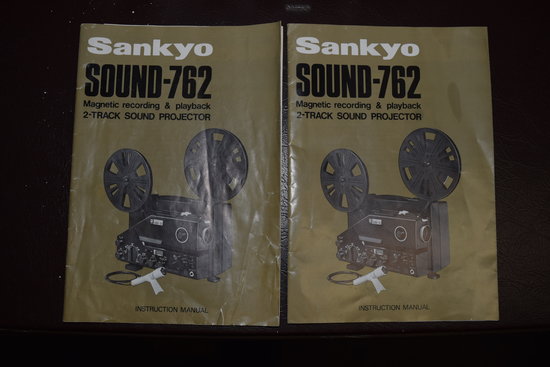 Sankyo
SOUND-762
Magnetic recording & playback
2-TRACK SOUND PROJECTOR
INSTRUCTION MANUAL
Sankyo
SOUND-762
Magnetic recording & playback
2-TRACK SOUND PROJECTOR
INSTRUCTION MANUAL